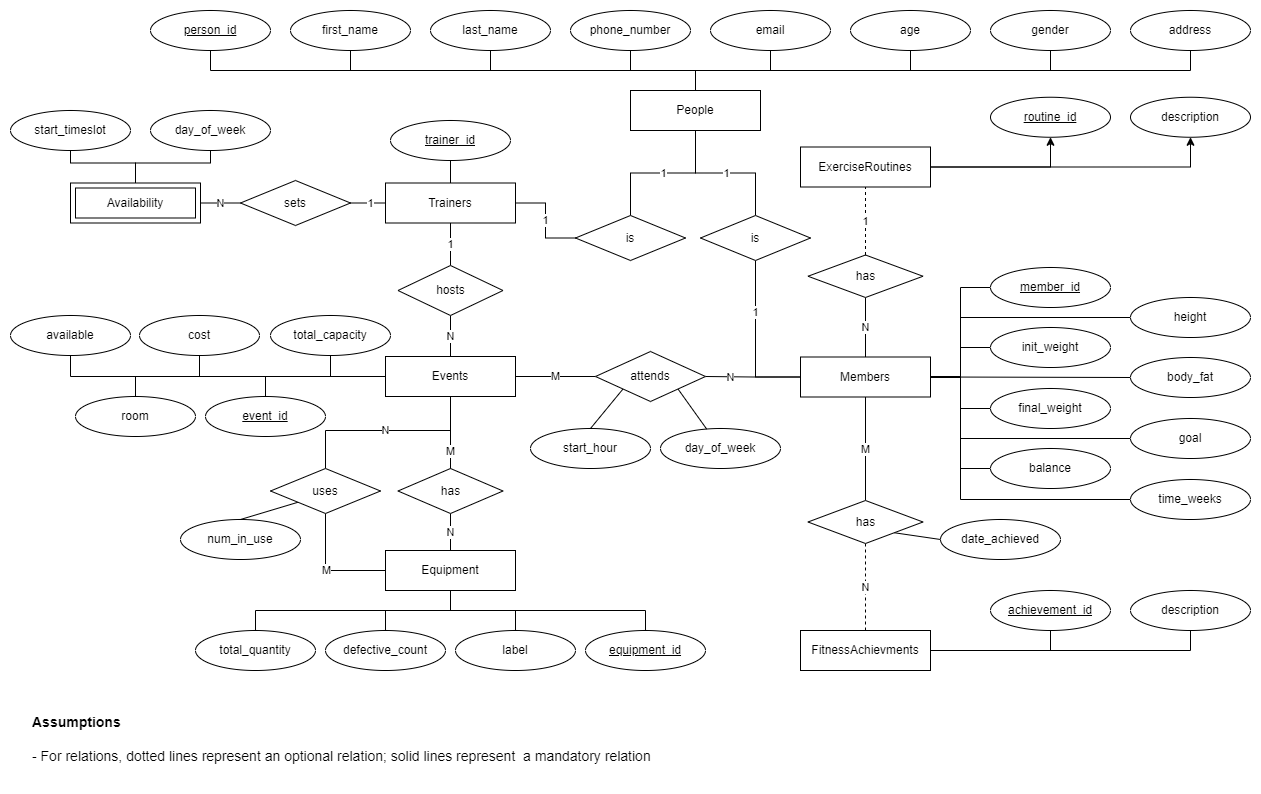 person_id
first_name
last_name
phone_number
email
age
gender
address
People
start_timeslot
day_of_week
trainer_id
routine_id
description
ExerciseRoutines
1
1
Availability
N
sets
1
Trainers
1
is
is
1
1
has
hosts
1
N
member_id
height
available
cost
total_capacity
N
init_weight
Events
M
attends
N
Members
body_fat
room
event_id
final_weight
start_hour
day_of_week
goal
N
M
M
balance
uses
has
time_weeks
num_in_use
N
has
date_achieved
M
Equipment
N
total_quantity
defective_count
label
equipment_id
achievement_id
description
FitnessAchievments
Assumptions
- For relations, dotted lines represent an optional relation; solid lines represent  a mandatory relation